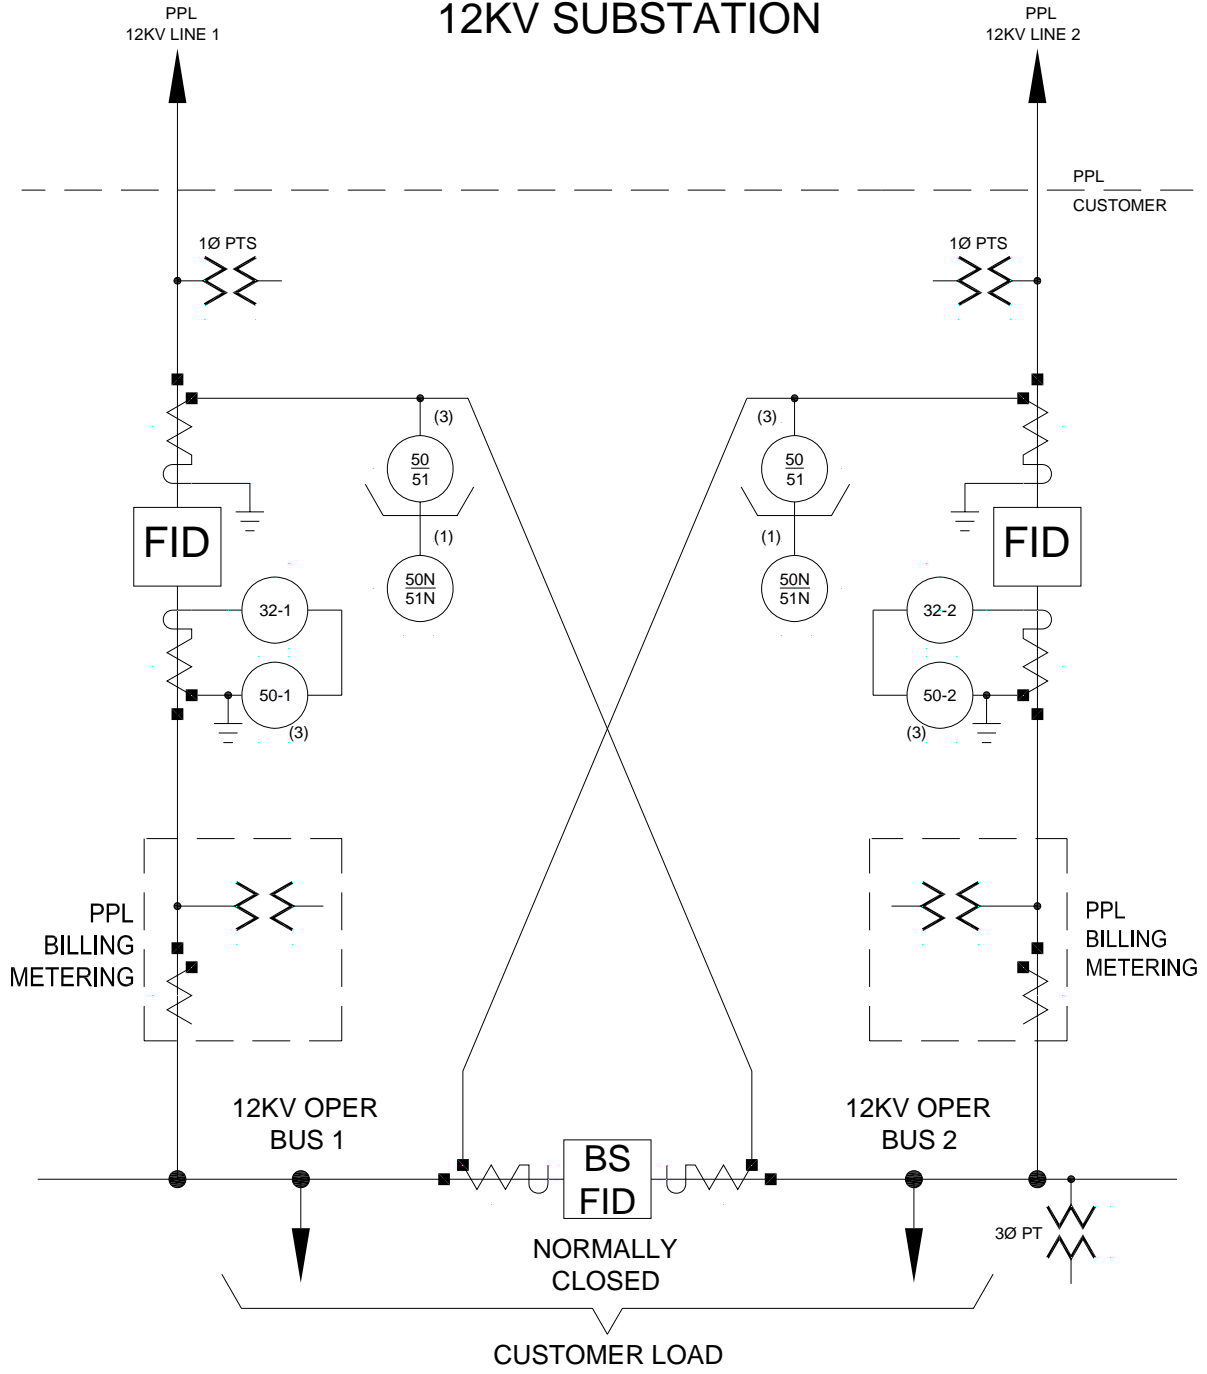 12KV SUBSTATION
PPL
12KV LINE 1
PPL
12KV LINE 2
PPL
CUSTOMER
1Ø PTS
1Ø PTS
(3)
(3)
50
51
50
51
(1)
(1)
FID
FID
50N
51N
50N
51N
32-1
32-2
50-1
50-2
(3)
(3)
PPL
BILLING
METERING
PPL
BILLING
METERING
12KV OPER
BUS 1
12KV OPER
BUS 2
BS
FID
NORMALLY
CLOSED
3Ø PT
CUSTOMER LOAD